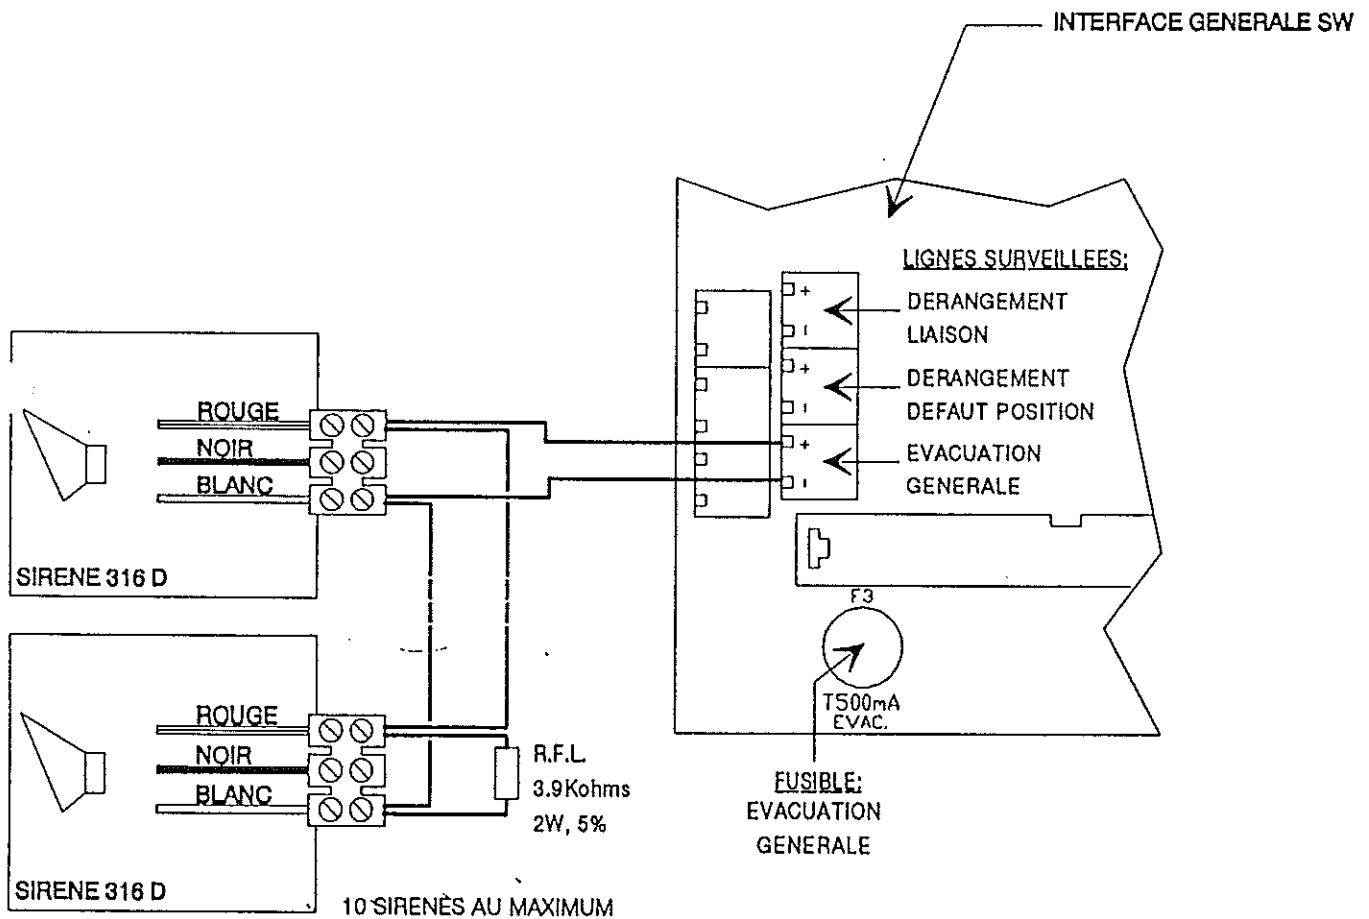 INTERFACE GENERALE SW
LIGNES SURVEILLEES:
+
DERANGEMENT
-
LIAISON
+
DERANGEMENT
-
DEFAUT POSITION
+
EVACUATION
-
GENERALE
ROUGE
NOIR
BLANC
SIRENE 316 D
F3
T500mA
EVAC.
FUSIBLE:
EVACUATION
GENERALE
ROUGE
NOIR
BLANC
SIRENE 316 D
R.F.L.
3.9Kohms
2W, 5%
10 SIRENES AU MAXIMUM